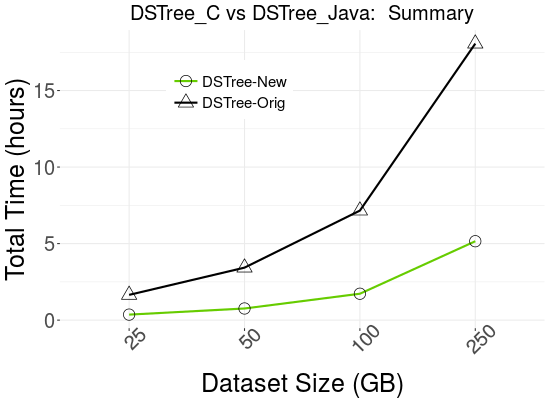 DSTree_C vs DSTree_Java:  Summary
DSTree-New
DSTree-Orig
Total Time (hours)
15
10
5
0
25
50
100
250
Dataset Size (GB)